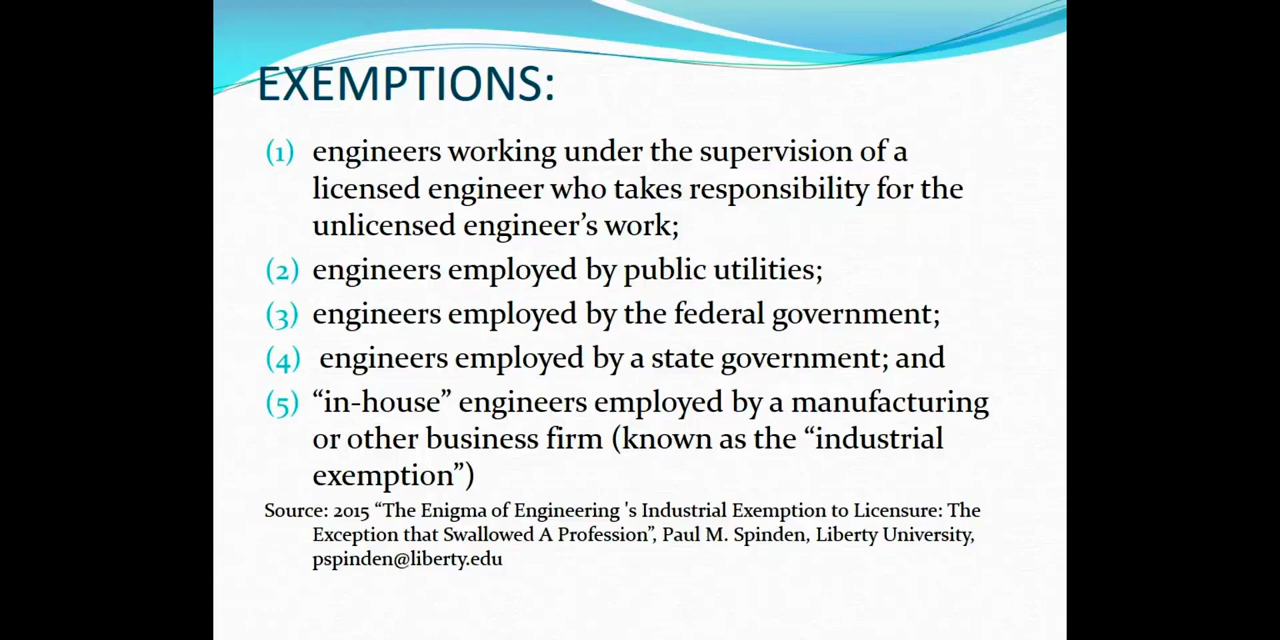 EXEMPTIONS:
(1) engineers working under the supervision of a
licensed engineer who takes responsibility for the
unlicensed engineer's work;
(2) engineers employed by public utilities;
(3) engineers employed by the federal government;
(4) engineers employed by a state government; and
(5) “in-house” engineers employed by a manufacturing
or other business firm (known as the “industrial
exemption”)
Source: 2015 “The Enigma of Engineering 's Industrial Exemption to Licensure: The
Exception that Swallowed A Profession”, Paul M. Spinden, Liberty University,
pspinden@liberty.edu